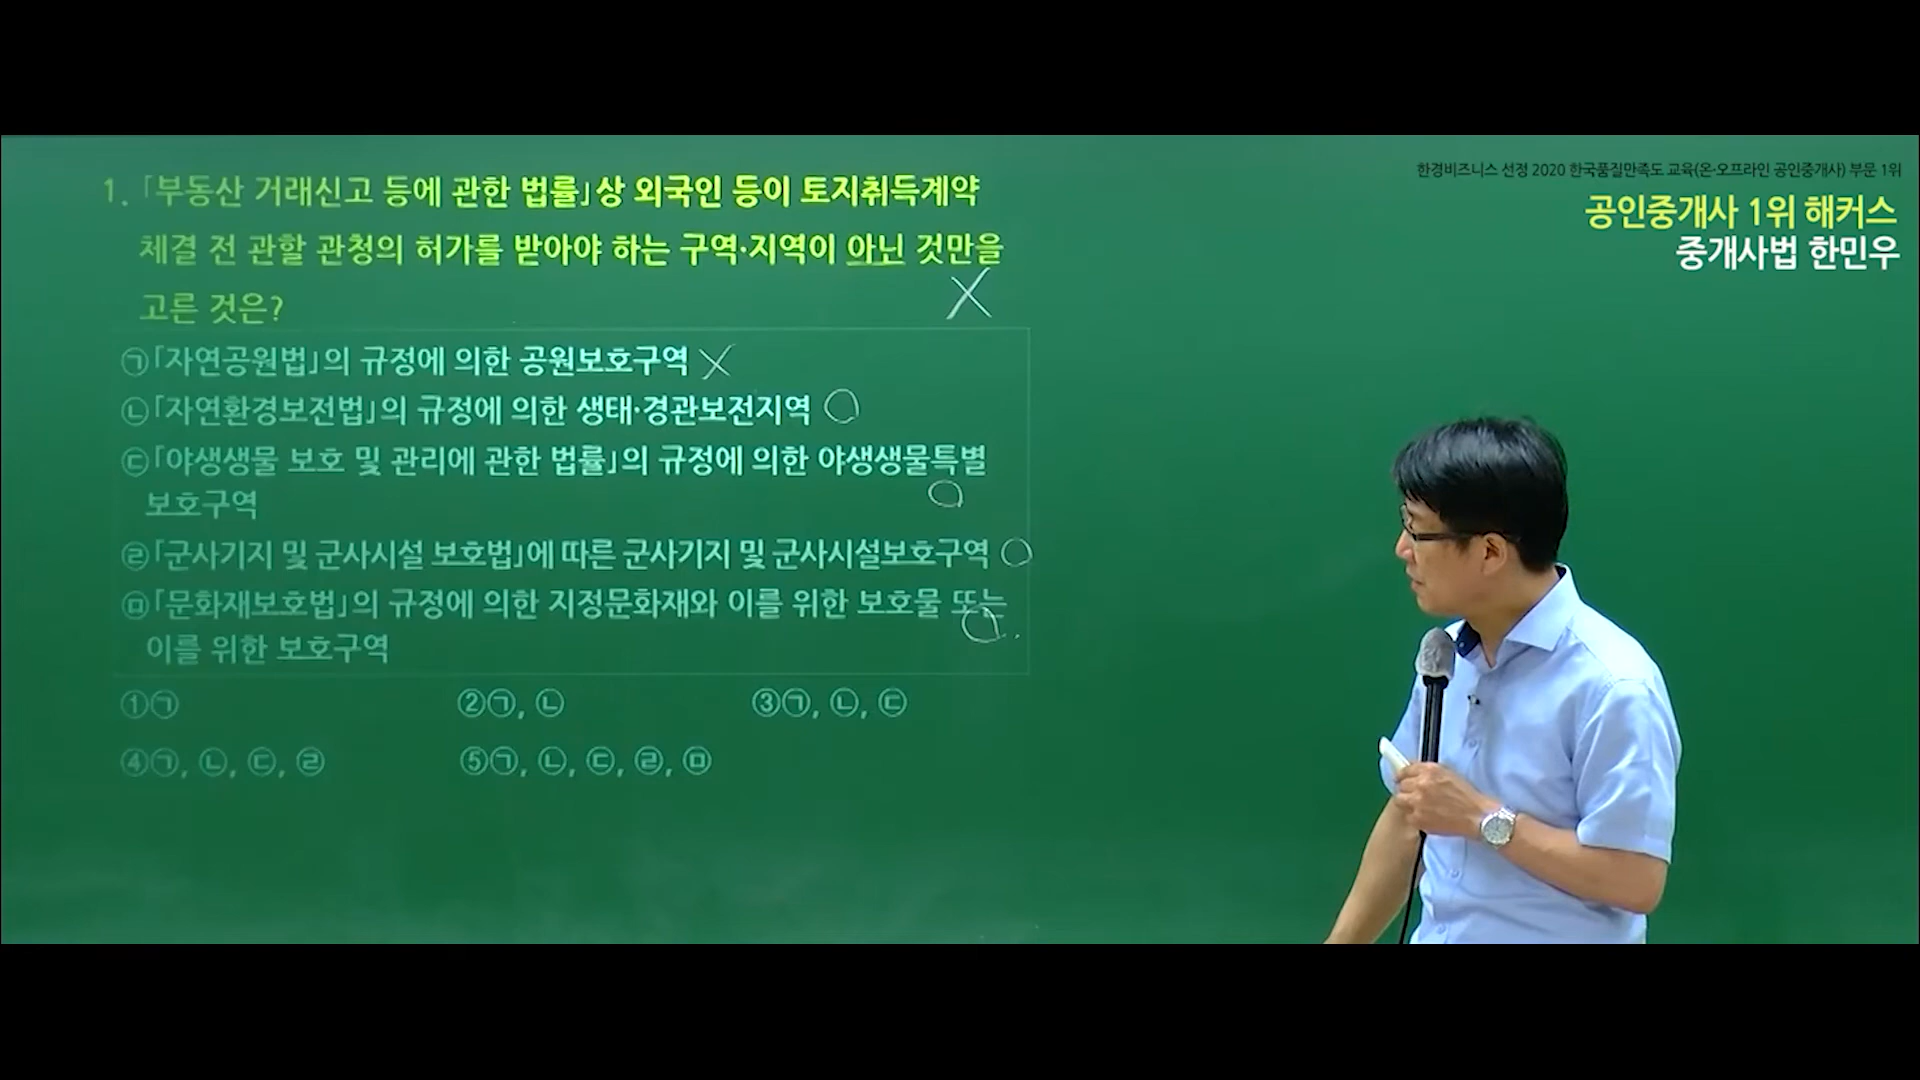 한경비즈니스 선정 2020 한국품질만족도 교육(온·오프라인 공인중개사) 부문 1위
공인중개사 1위 해커스
중개사법 한민우
1. 「부동산 거래신고 등에 관한 법률」상 외국인 등이 토지취득계약
체결 전 관할 관청의 허가를 받아야 하는 구역·지역이 아닌 것만을
고른 것은?
㉠「자연공원법」의 규정에 의한 공원보호구역 X
㉡「자연환경보전법」의 규정에 의한 생태·경관보전지역 ○
㉢「야생생물 보호 및 관리에 관한 법률」의 규정에 의한 야생생물특별
보호구역 ○
㉣「군사기지 및 군사시설 보호법」에 따른 군사기지 및 군사시설보호구역 ○
㉤「문화재보호법」의 규정에 의한 지정문화재와 이를 위한 보호물 또는
이를 위한 보호구역 ○
①㉠ ②㉠, ㉡ ③㉠, ㉡, ㉢
④㉠, ㉡, ㉢, ㉣ ⑤㉠, ㉡, ㉢, ㉣, ㉤